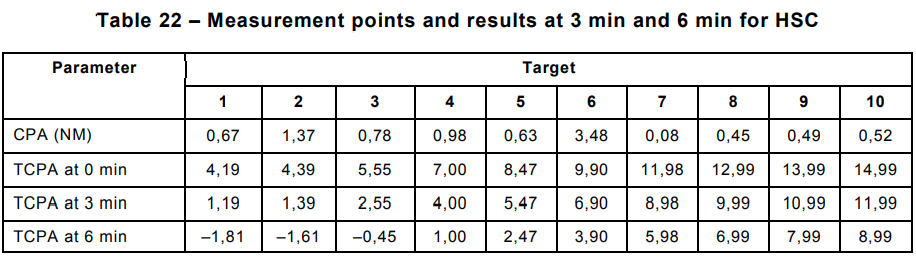 Table 22 – Measurement points and results at 3 min and 6 min for HSC
Parameter Target
1 2 3 4 5 6 7 8 9 10
CPA (NM) 0,67 1,37 0,78 0,98 0,63 3,48 0,08 0,45 0,49 0,52
TCPA at 0 min 4,19 4,39 5,55 7,00 8,47 9,90 11,98 12,99 13,99 14,99
TCPA at 3 min 1,19 1,39 2,55 4,00 5,47 6,90 8,98 9,99 10,99 11,99
TCPA at 6 min –1,81 –1,61 –0,45 1,00 2,47 3,90 5,98 6,99 7,99 8,99